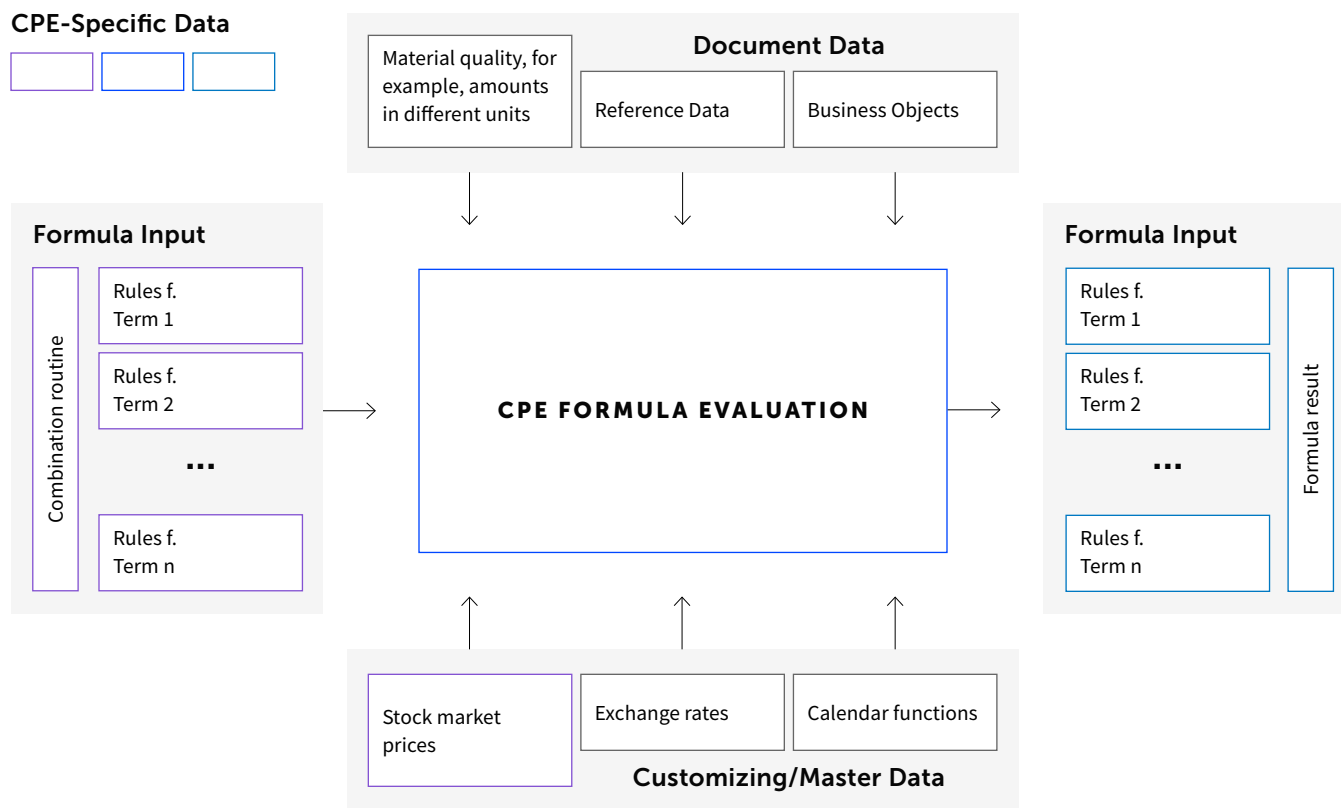 CPE-Specific Data
Document Data
Material quality, for
example, amounts
in different units
Reference Data
Business Objects
Formula Input
Combination routine
Rules f.
Term 1
Rules f.
Term 2
...
Rules f.
Term n
CPE FORMULA EVALUATION
Formula Input
Rules f.
Term 1
Rules f.
Term 2
...
Rules f.
Term n
Formula result
Stock market
prices
Exchange rates
Calendar functions
Customizing/Master Data